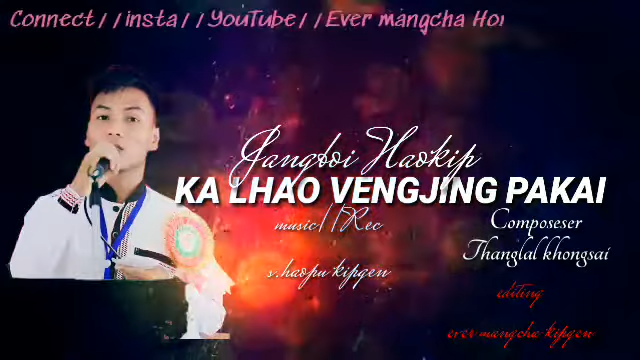 Connect//insta//YouTube//Ever mangcha Hoi
Jangboi Haokip
KA LHAO VENGJING PAKAI
music//Rec
s.haopu kipgen
Composeser
Thanglal khongsai
editing
ever mangcha kipgen